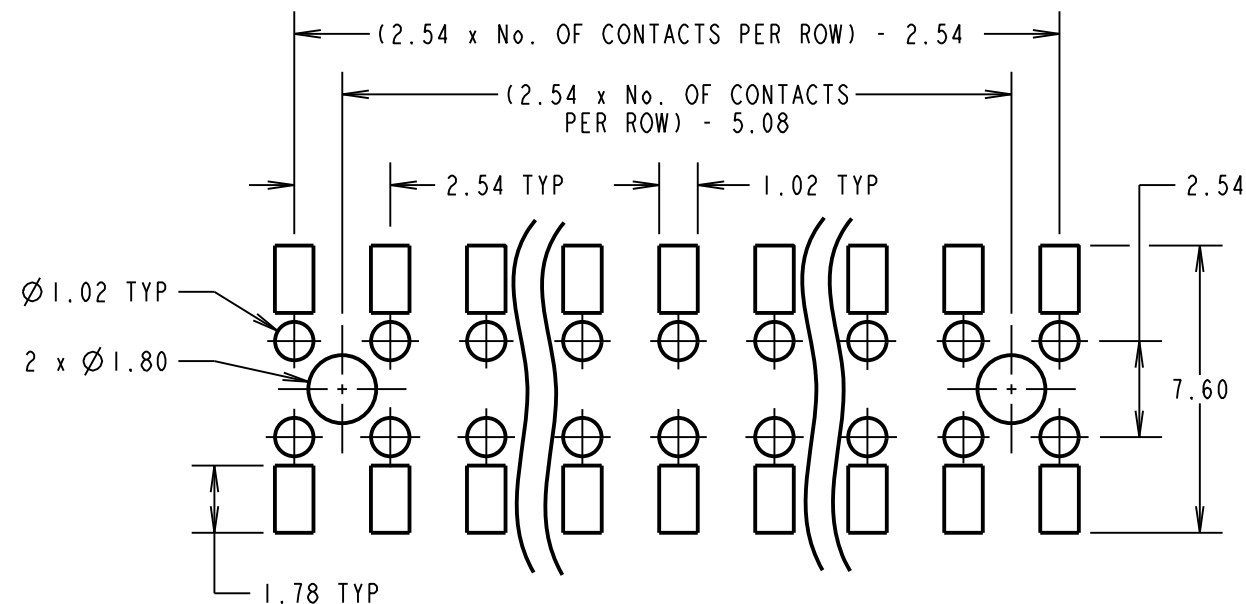 (2.54 x No. OF CONTACTS PER ROW) - 2.54
(2.54 x No. OF CONTACTS
PER ROW) - 5.08
2.54 TYP
1.02 TYP
2.54
Ø1.02 TYP
2 x Ø1.80
7.60
1.78 TYP